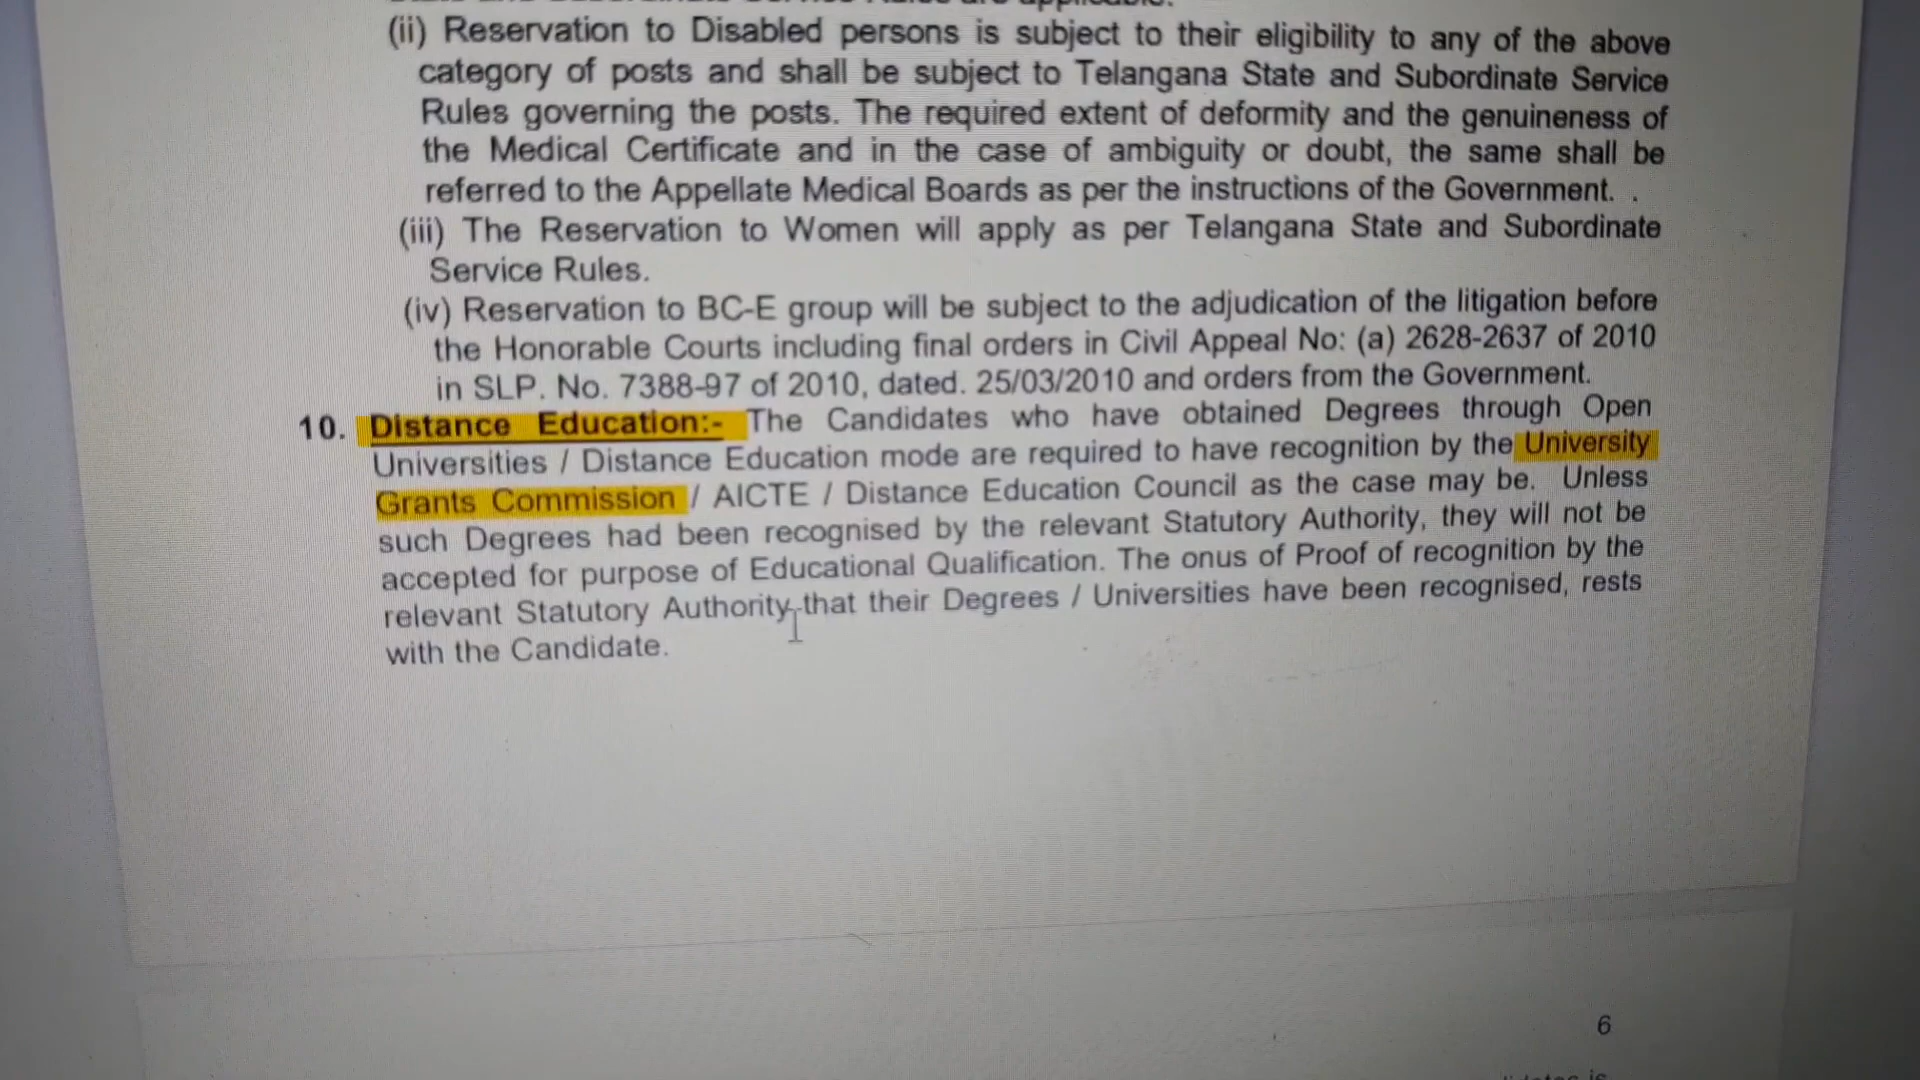 (ii) Reservation to Disabled persons is subject to their eligibility to any of the above
category of posts and shall be subject to Telangana State and Subordinate Service
Rules governing the posts. The required extent of deformity and the genuineness of
the Medical Certificate and in the case of ambiguity or doubt, the same shall be
referred to the Appellate Medical Boards as per the instructions of the Government. .
(iii) The Reservation to Women will apply as per Telangana State and Subordinate
Service Rules.
(iv) Reservation to BC-E group will be subject to the adjudication of the litigation before
the Honorable Courts including final orders in Civil Appeal No: (a) 2628-2637 of 2010
in SLP. No. 7388-97 of 2010, dated. 25/03/2010 and orders from the Government.
10. Distance Education:- The Candidates who have obtained Degrees through Open
Universities / Distance Education mode are required to have recognition by the University
Grants Commission / AICTE / Distance Education Council as the case may be. Unless
such Degrees had been recognised by the relevant Statutory Authority, they will not be
accepted for purpose of Educational Qualification. The onus of Proof of recognition by the
relevant Statutory Authority that their Degrees / Universities have been recognised, rests
with the Candidate.
6